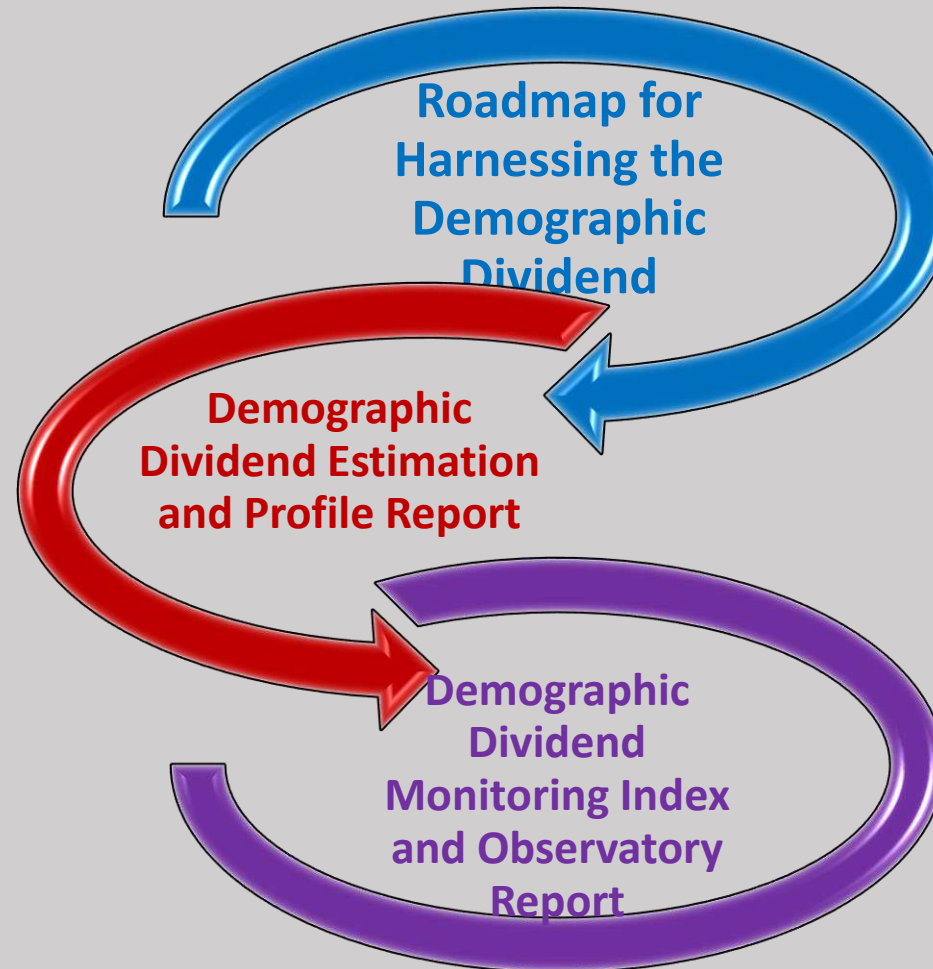 Roadmap for
Harnessing the
Demographic
Dividend
Demographic
Dividend Estimation
and Profile Report
Demographic
Dividend
Monitoring Index
and Observatory
Report